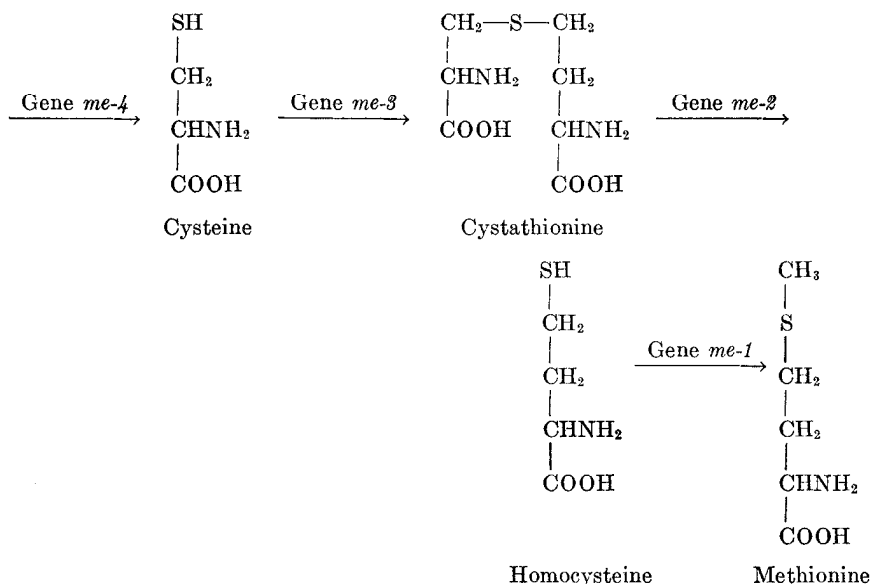 SH CH₂—S—CH₂
CH₂ CHNH₂ CH₂
Gene me-4 Gene me-3 Gene me-2
CHNH₂ COOH CHNH₂
COOH COOH
Cysteine Cystathionine
SH CH₃
CH₂ S
Gene me-1
CH₂ CH₂
CHNH₂ CH₂
COOH CHNH₂
COOH
Homocysteine Methionine